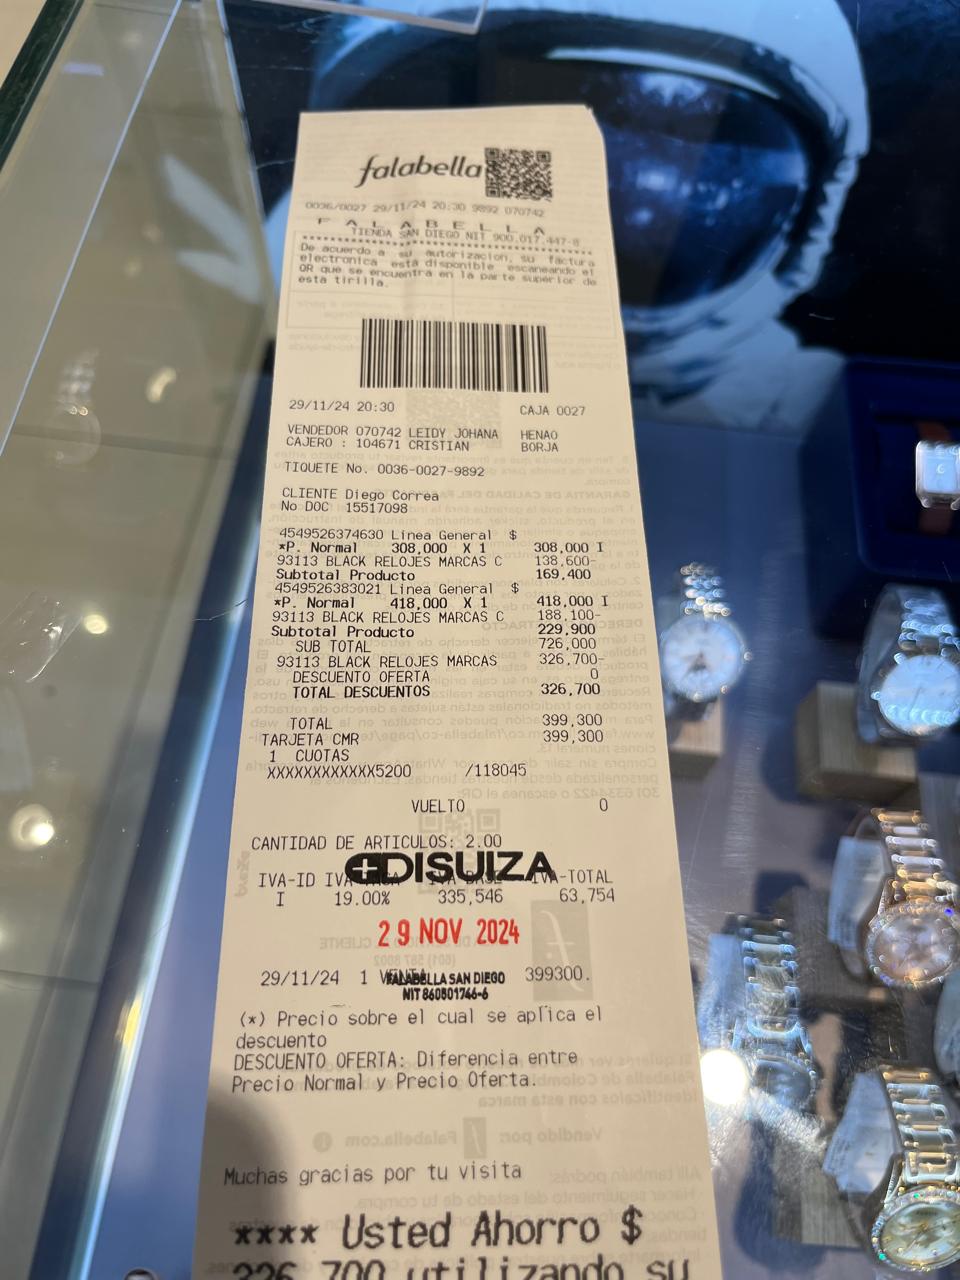 falabella
0036/0027 29/11/24 20:30 9892 070742
F A L A B E L L A
TIENDA SAN DIEGO NIT 900.017.447-8
****************************************
De acuerdo a su autorizacion, su factura
electronica está disponible escaneando el
QR que se encuentra en la parte superior de
esta tirilla.
29/11/24 20:30 CAJA 0027
VENDEDOR 070742 LEIDY JOHANA HENAO
CAJERO : 104671 CRISTIAN BORJA
TIQUETE No. 0036-0027-9892
CLIENTE Diego Correa
No DOC 15517098
4549526374630 Linea General $
*P. Normal 308,000 X 1 308,000 I
93113 BLACK RELOJES MARCAS C 138,600-
Subtotal Producto 169,400
4549526383021 Linea General $
*P. Normal 418,000 X 1 418,000 I
93113 BLACK RELOJES MARCAS C 188,100-
Subtotal Producto 229,900
SUB TOTAL 726,000
93113 BLACK RELOJES MARCAS 326,700-
DESCUENTO OFERTA 0
TOTAL DESCUENTOS 326,700
TOTAL 399,300
TARJETA CMR 399,300
1 CUOTAS
XXXXXXXXXXXX5200 /118045
VUELTO 0
CANTIDAD DE ARTICULOS: 2.00
DISUIZA
IVA-ID IVA-TOTAL
I 19.00% 335,546 63,754
29 NOV 2024
29/11/24 1 399300.
FALABELLA SAN DIEGO
NIT 860501746-6
(*) Precio sobre el cual se aplica el
descuento
DESCUENTO OFERTA: Diferencia entre
Precio Normal y Precio Oferta.
Muchas gracias por tu visita
**** Usted Ahorro $
326,700 utilizando su